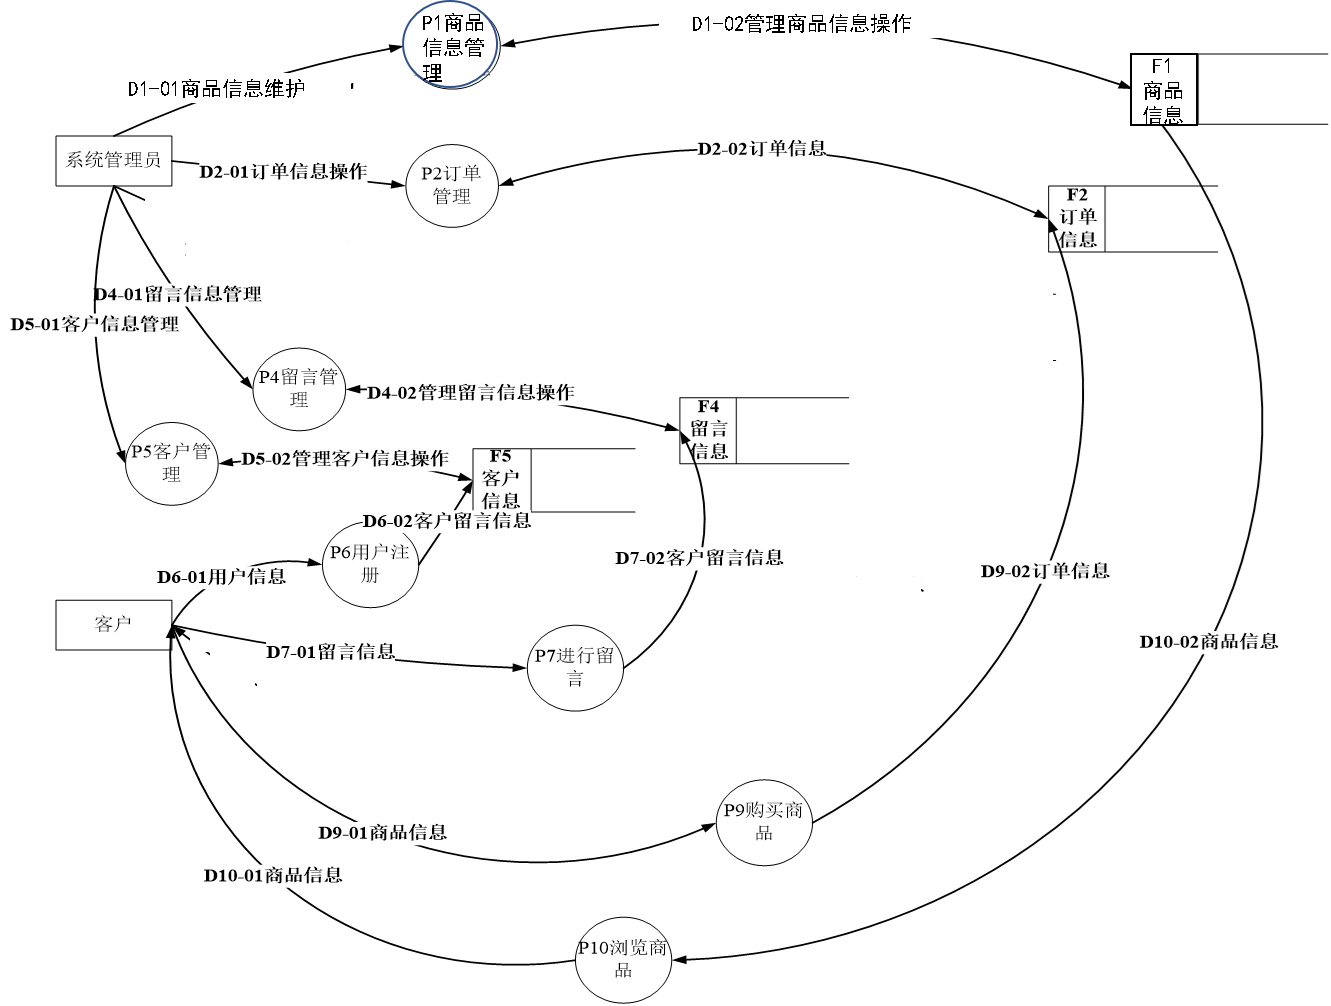 P1商品
信息管
理
D1-02管理商品信息操作
F1
商品
信息
D1-01商品信息维护
系统管理员
D2-01订单信息操作
P2订单
管理
D2-02订单信息
F2
订单
信息
D4-01留言信息管理
D5-01客户信息管理
P4留言管
理
D4-02管理留言信息操作
F4
留言
信息
P5客户管
理
D5-02管理客户信息操作
F5
客户
信息
D6-02客户留言信息
P6用户注
册
D6-01用户信息
D7-02客户留言信息
D9-02订单信息
客户
D7-01留言信息
P7进行留
言
D10-02商品信息
P9购买商
品
D9-01商品信息
D10-01商品信息
P10浏览商
品